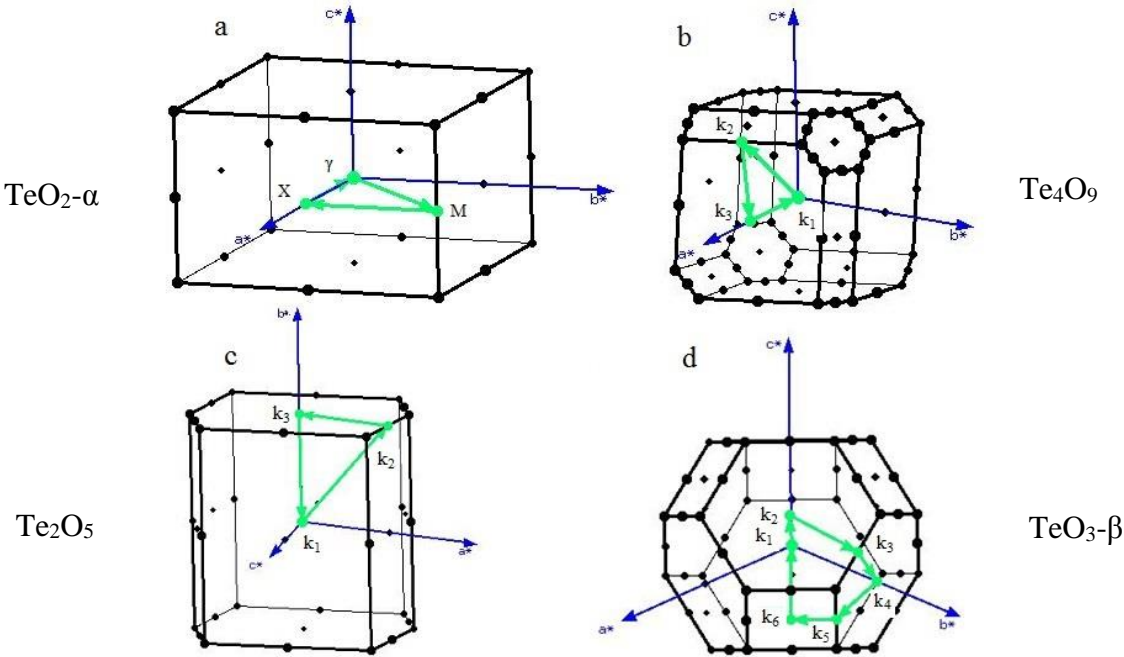 a
c*
γ
X
M
a*
b*
TeO₂-α
b
c*
k₂
k₃
k₁
a*
b*
Te₄O₉
c
b*
k₃
k₂
k₁
c*
a*
Te₂O₅
d
c*
k₂
k₁
k₃
k₄
k₅
k₆
a*
b*
TeO₃-β